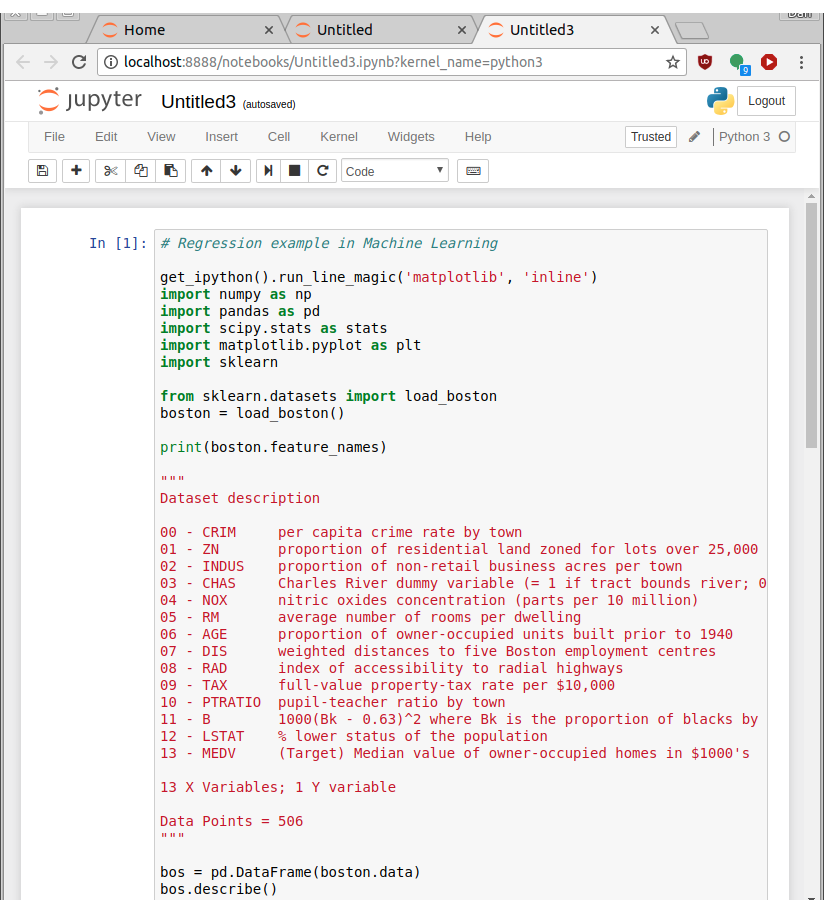 Home
Untitled
Untitled3
localhost:8888/notebooks/Untitled3.ipynb?kernel_name=python3
9
jupyter Untitled3 (autosaved)
Logout
File Edit View Insert Cell Kernel Widgets Help
Trusted
Python 3
Code
In [1]:
# Regression example in Machine Learning
get_ipython().run_line_magic('matplotlib', 'inline')
import numpy as np
import pandas as pd
import scipy.stats as stats
import matplotlib.pyplot as plt
import sklearn
from sklearn.datasets import load_boston
boston = load_boston()
print(boston.feature_names)
"""
Dataset description
00 - CRIM     per capita crime rate by town
01 - ZN       proportion of residential land zoned for lots over 25,000
02 - INDUS    proportion of non-retail business acres per town
03 - CHAS     Charles River dummy variable (= 1 if tract bounds river; 0
04 - NOX      nitric oxides concentration (parts per 10 million)
05 - RM       average number of rooms per dwelling
06 - AGE      proportion of owner-occupied units built prior to 1940
07 - DIS      weighted distances to five Boston employment centres
08 - RAD      index of accessibility to radial highways
09 - TAX      full-value property-tax rate per $10,000
10 - PTRATIO  pupil-teacher ratio by town
11 - B        1000(Bk - 0.63)^2 where Bk is the proportion of blacks by
12 - LSTAT    % lower status of the population
13 - MEDV     (Target) Median value of owner-occupied homes in $1000's
13 X Variables; 1 Y variable
Data Points = 506
"""
bos = pd.DataFrame(boston.data)
bos.describe()